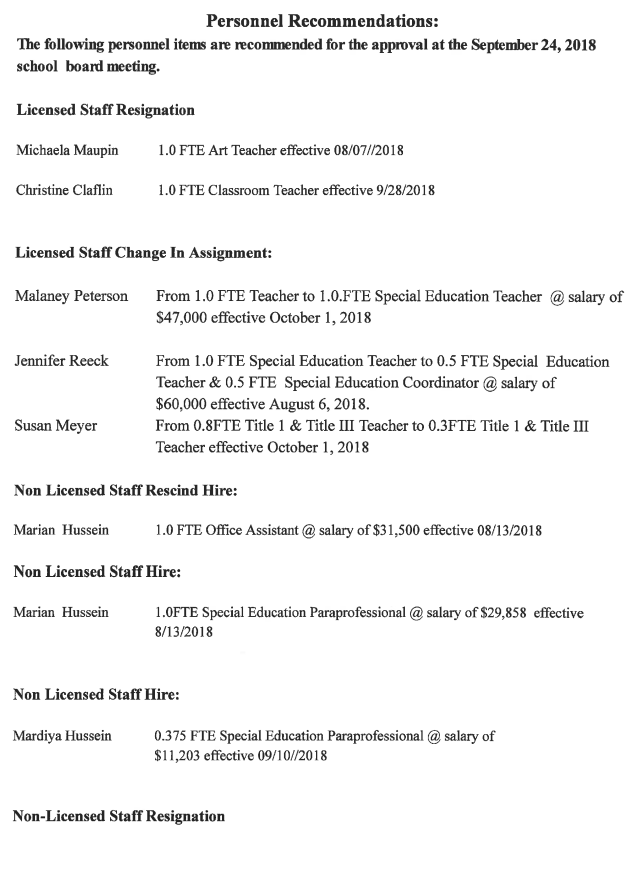 Personnel Recommendations:
The following personnel items are recommended for the approval at the September 24, 2018
school board meeting.
Licensed Staff Resignation
Michaela Maupin 1.0 FTE Art Teacher effective 08/07//2018
Christine Claflin 1.0 FTE Classroom Teacher effective 9/28/2018
Licensed Staff Change In Assignment:
Malaney Peterson From 1.0 FTE Teacher to 1.0.FTE Special Education Teacher @ salary of
$47,000 effective October 1, 2018
Jennifer Reeck From 1.0 FTE Special Education Teacher to 0.5 FTE Special Education
Teacher & 0.5 FTE Special Education Coordinator @ salary of
$60,000 effective August 6, 2018.
Susan Meyer From 0.8FTE Title 1 & Title III Teacher to 0.3FTE Title 1 & Title III
Teacher effective October 1, 2018
Non Licensed Staff Rescind Hire:
Marian Hussein 1.0 FTE Office Assistant @ salary of $31,500 effective 08/13/2018
Non Licensed Staff Hire:
Marian Hussein 1.0FTE Special Education Paraprofessional @ salary of $29,858 effective
8/13/2018
Non Licensed Staff Hire:
Mardiya Hussein 0.375 FTE Special Education Paraprofessional @ salary of
$11,203 effective 09/10//2018
Non-Licensed Staff Resignation